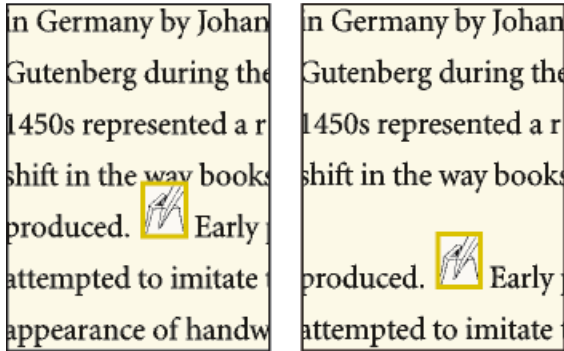 in Germany by Johan
Gutenberg during the
1450s represented a r
shift in the way books
produced. Early
attempted to imitate
appearance of handw
in Germany by Johan
Gutenberg during the
1450s represented a r
shift in the way books
produced. Early
attempted to imitate